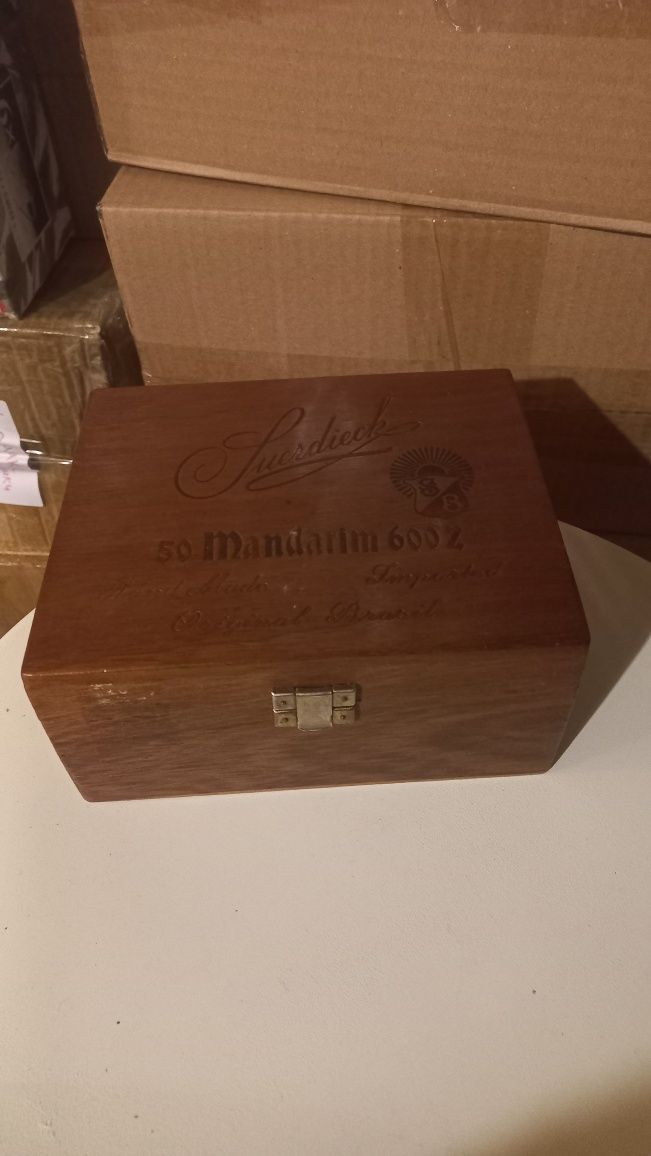 Suerdieck
50 Mandarim 600 Z
Hand Made Imported
Original Brasil